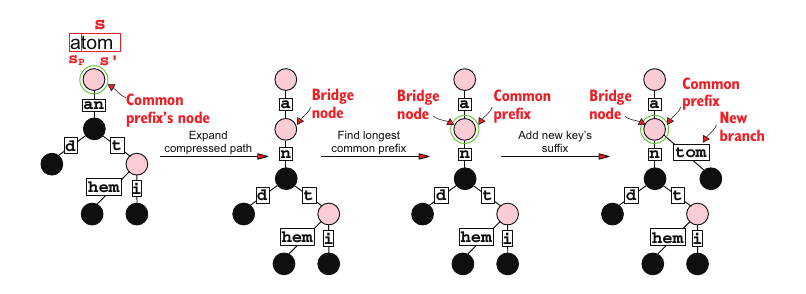 s
atom
sP s'
an
Common
prefix's node
d
t
hem
i
Expand
compressed path
a
Bridge
node
n
d
t
hem
i
Find longest
common prefix
Bridge
node
a
Common
prefix
n
d
t
hem
i
Add new key's
suffix
Bridge
node
a
Common
prefix
New
branch
n
tom
d
t
hem
i